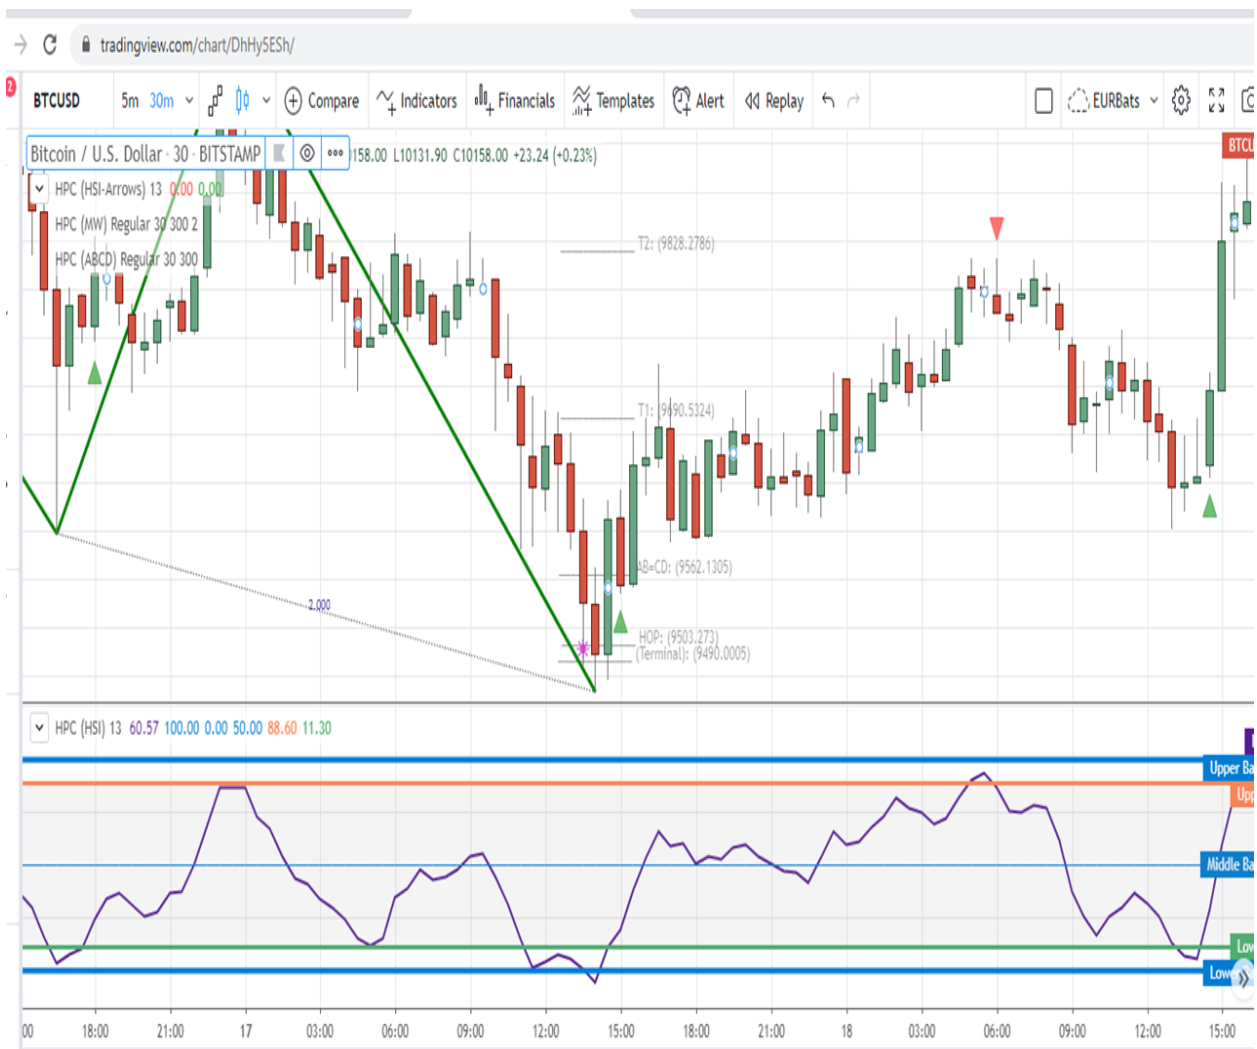 2
tradingview.com/chart/DhHy5ESh/
BTCUSD 5m 30m Compare Indicators Financials Templates Alert Replay EURBats
Bitcoin / U.S. Dollar · 30 · BITSTAMP 158.00 L10131.90 C10158.00 +23.24 (+0.23%)
BTCU
HPC (HSI-Arrows) 13 0.00 0.00
HPC (MW) Regular 30 300 2
HPC (ABCD) Regular 30 300
T2: (9828.2786)
T1: (9690.5324)
AB=CD: (9562.1305)
2.000
HOP: (9503.273)
(Terminal): (9490.0005)
HPC (HSI) 13 60.57 100.00 0.00 50.00 88.60 11.30
Upper Ba
Upp
Middle Ba
Low
Lower
:00 18:00 21:00 17 03:00 06:00 09:00 12:00 15:00 18:00 21:00 18 03:00 06:00 09:00 12:00 15:00